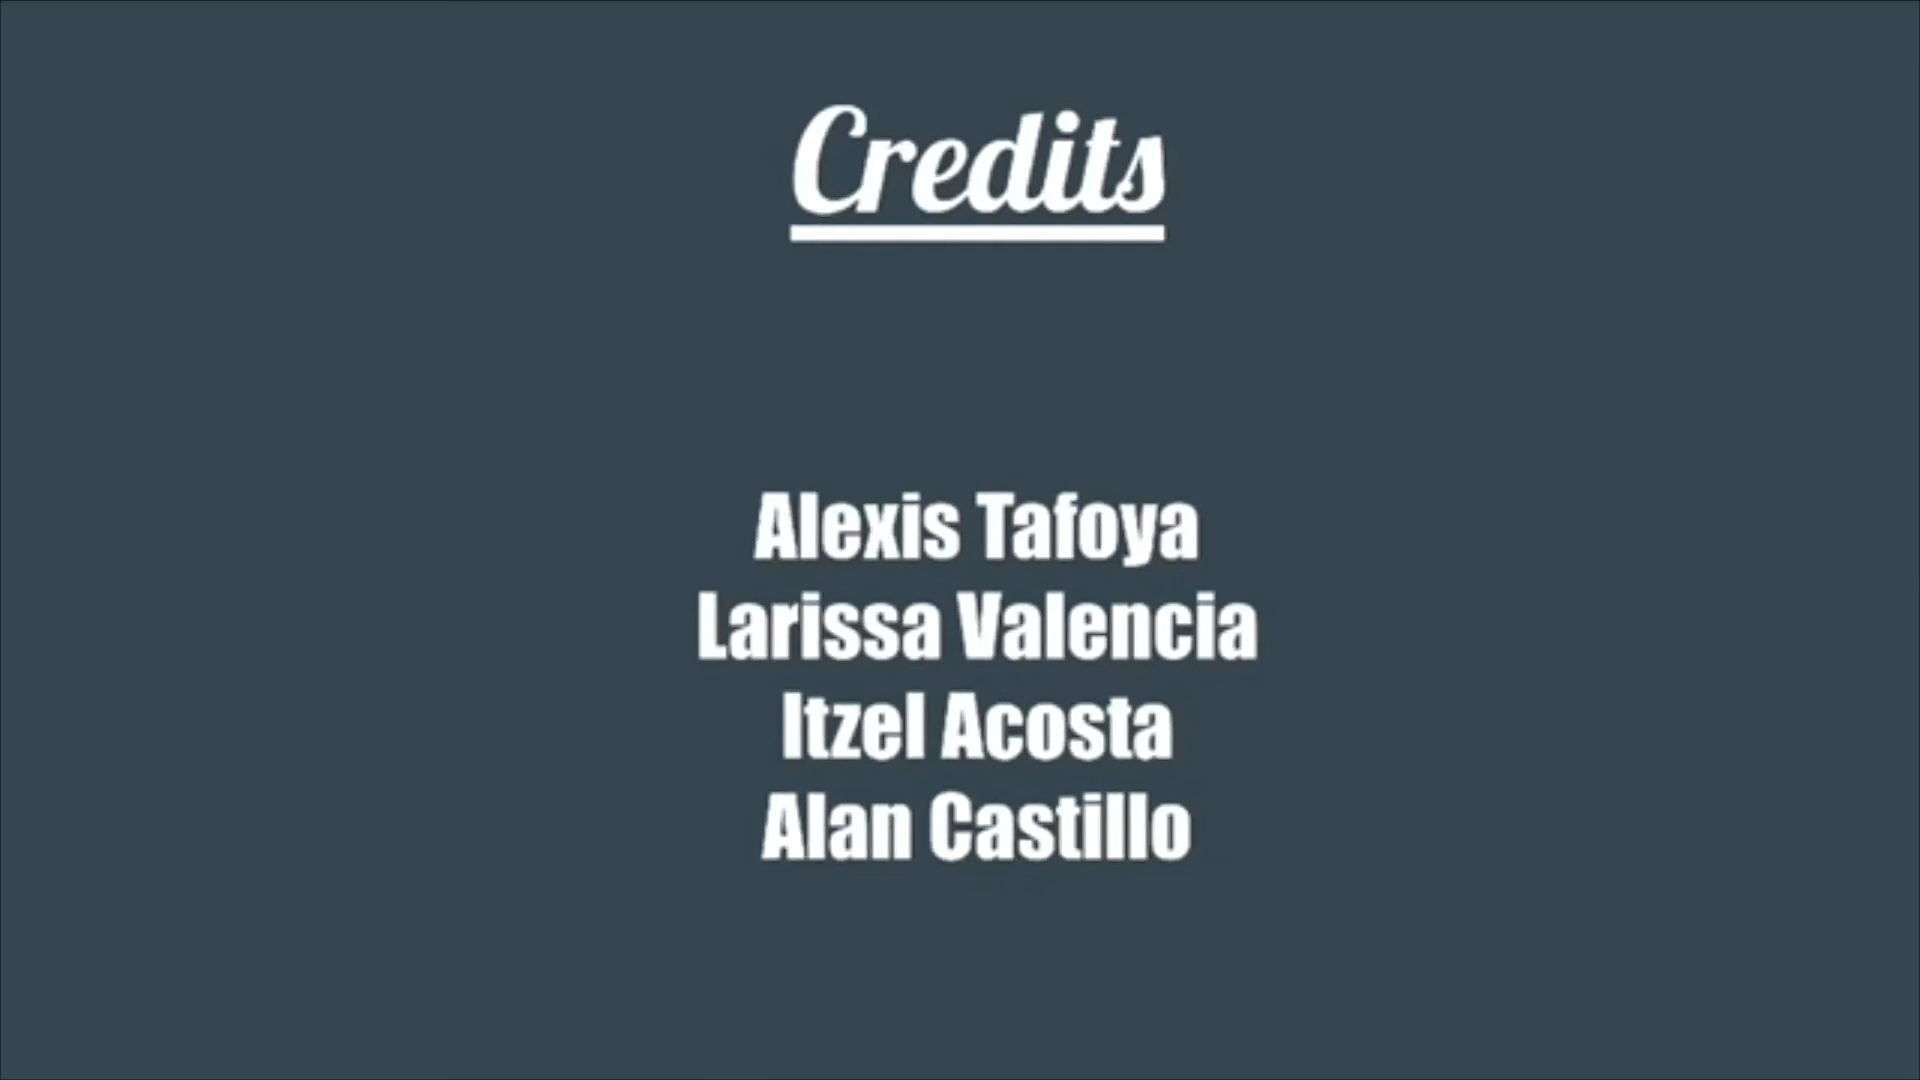 Credits
Alexis Tafoya
Larissa Valencia
Itzel Acosta
Alan Castillo